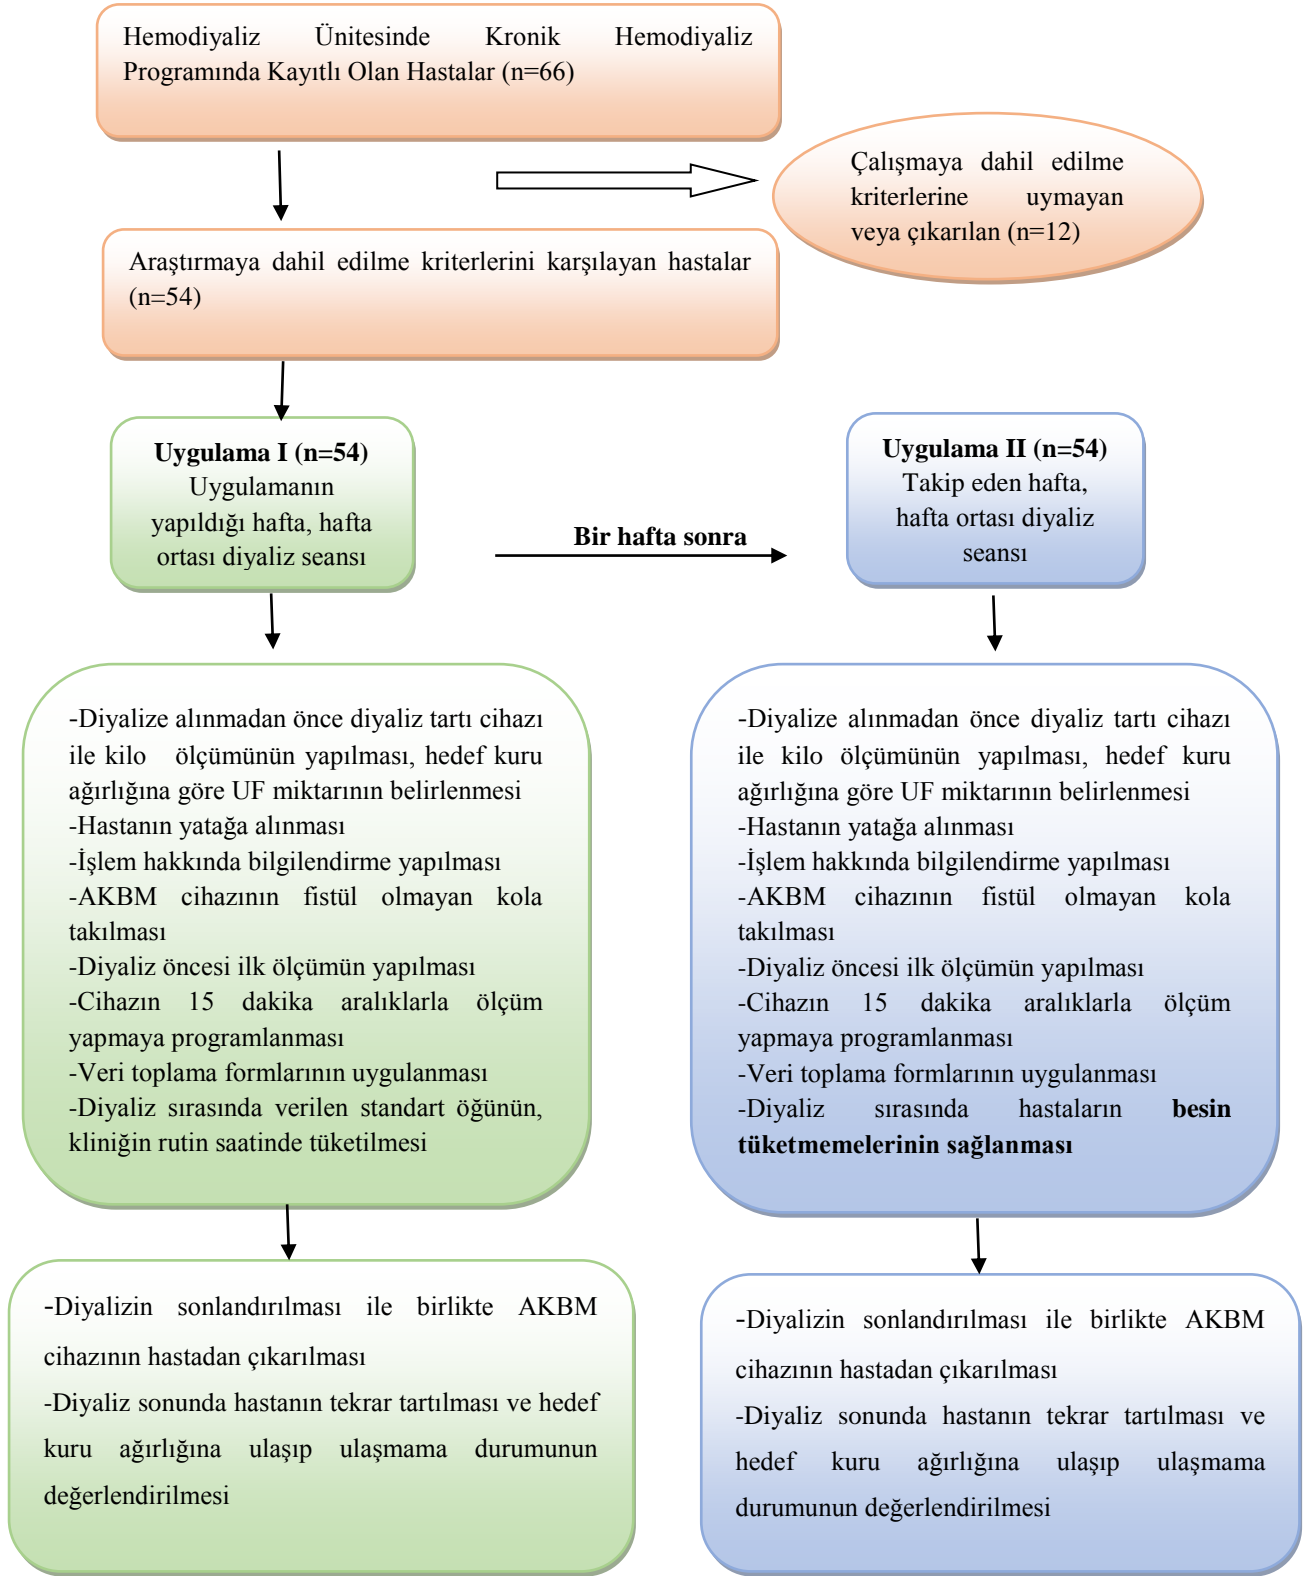 Hemodiyaliz Ünitesinde Kronik Hemodiyaliz
Programında Kayıtlı Olan Hastalar (n=66)
Çalışmaya dahil edilme
kriterlerine uymayan
veya çıkarılan (n=12)
Araştırmaya dahil edilme kriterlerini karşılayan hastalar
(n=54)
Uygulama I (n=54)
Uygulamanın
yapıldığı hafta, hafta
ortası diyaliz seansı
Bir hafta sonra
Uygulama II (n=54)
Takip eden hafta,
hafta ortası diyaliz
seansı
-Diyalize alınmadan önce diyaliz tartı cihazı
ile kilo ölçümünün yapılması, hedef kuru
ağırlığına göre UF miktarının belirlenmesi
-Hastanın yatağa alınması
-İşlem hakkında bilgilendirme yapılması
-AKBM cihazının fistül olmayan kola
takılması
-Diyaliz öncesi ilk ölçümün yapılması
-Cihazın 15 dakika aralıklarla ölçüm
yapmaya programlanması
-Veri toplama formlarının uygulanması
-Diyaliz sırasında verilen standart öğünün,
kliniğin rutin saatinde tüketilmesi
-Diyalize alınmadan önce diyaliz tartı cihazı
ile kilo ölçümünün yapılması, hedef kuru
ağırlığına göre UF miktarının belirlenmesi
-Hastanın yatağa alınması
-İşlem hakkında bilgilendirme yapılması
-AKBM cihazının fistül olmayan kola
takılması
-Diyaliz öncesi ilk ölçümün yapılması
-Cihazın 15 dakika aralıklarla ölçüm
yapmaya programlanması
-Veri toplama formlarının uygulanması
-Diyaliz sırasında hastaların besin
tüketmemelerinin sağlanması
-Diyalizin sonlandırılması ile birlikte AKBM
cihazının hastadan çıkarılması
-Diyaliz sonunda hastanın tekrar tartılması ve hedef
kuru ağırlığına ulaşıp ulaşmama durumunun
değerlendirilmesi
-Diyalizin sonlandırılması ile birlikte AKBM
cihazının hastadan çıkarılması
-Diyaliz sonunda hastanın tekrar tartılması ve
hedef kuru ağırlığına ulaşıp ulaşmama
durumunun değerlendirilmesi